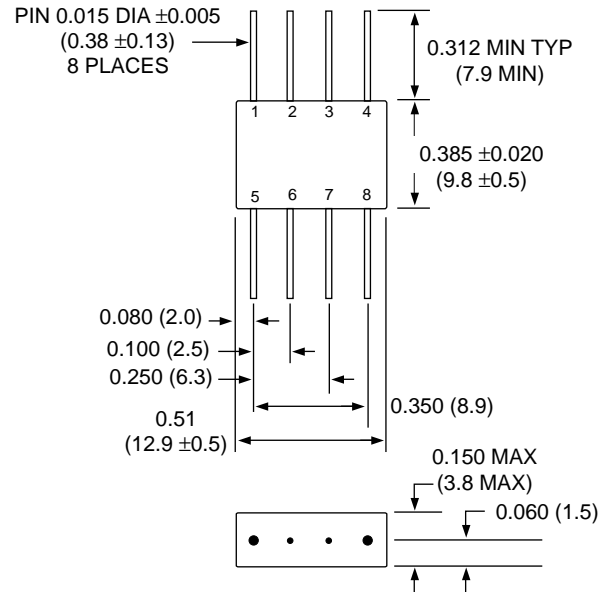 PIN 0.015 DIA ±0.005
(0.38 ±0.13)
8 PLACES
0.312 MIN TYP
(7.9 MIN)
1 2 3 4
0.385 ±0.020
(9.8 ±0.5)
5 6 7 8
0.080 (2.0)
0.100 (2.5)
0.250 (6.3)
0.350 (8.9)
0.51
(12.9 ±0.5)
0.150 MAX
(3.8 MAX)
0.060 (1.5)